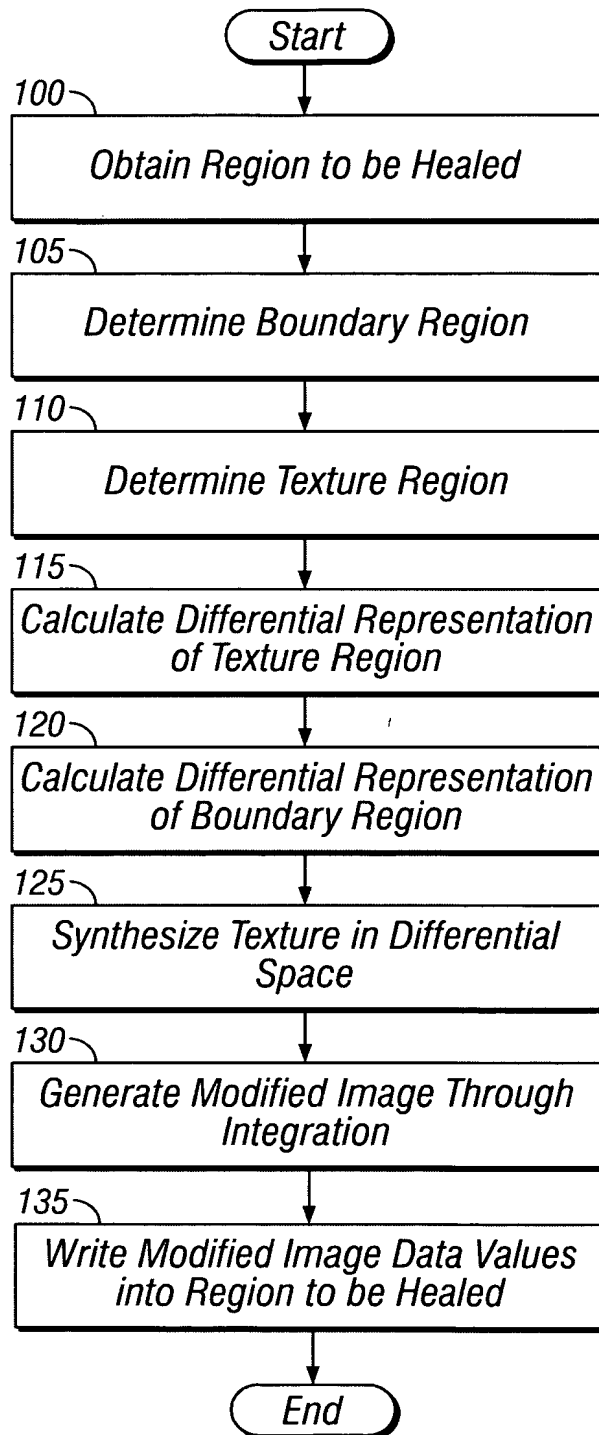 Start
100
Obtain Region to be Healed
105
Determine Boundary Region
110
Determine Texture Region
115
Calculate Differential Representation
of Texture Region
120
Calculate Differential Representation
of Boundary Region
125
Synthesize Texture in Differential
Space
130
Generate Modified Image Through
Integration
135
Write Modified Image Data Values
into Region to be Healed
End